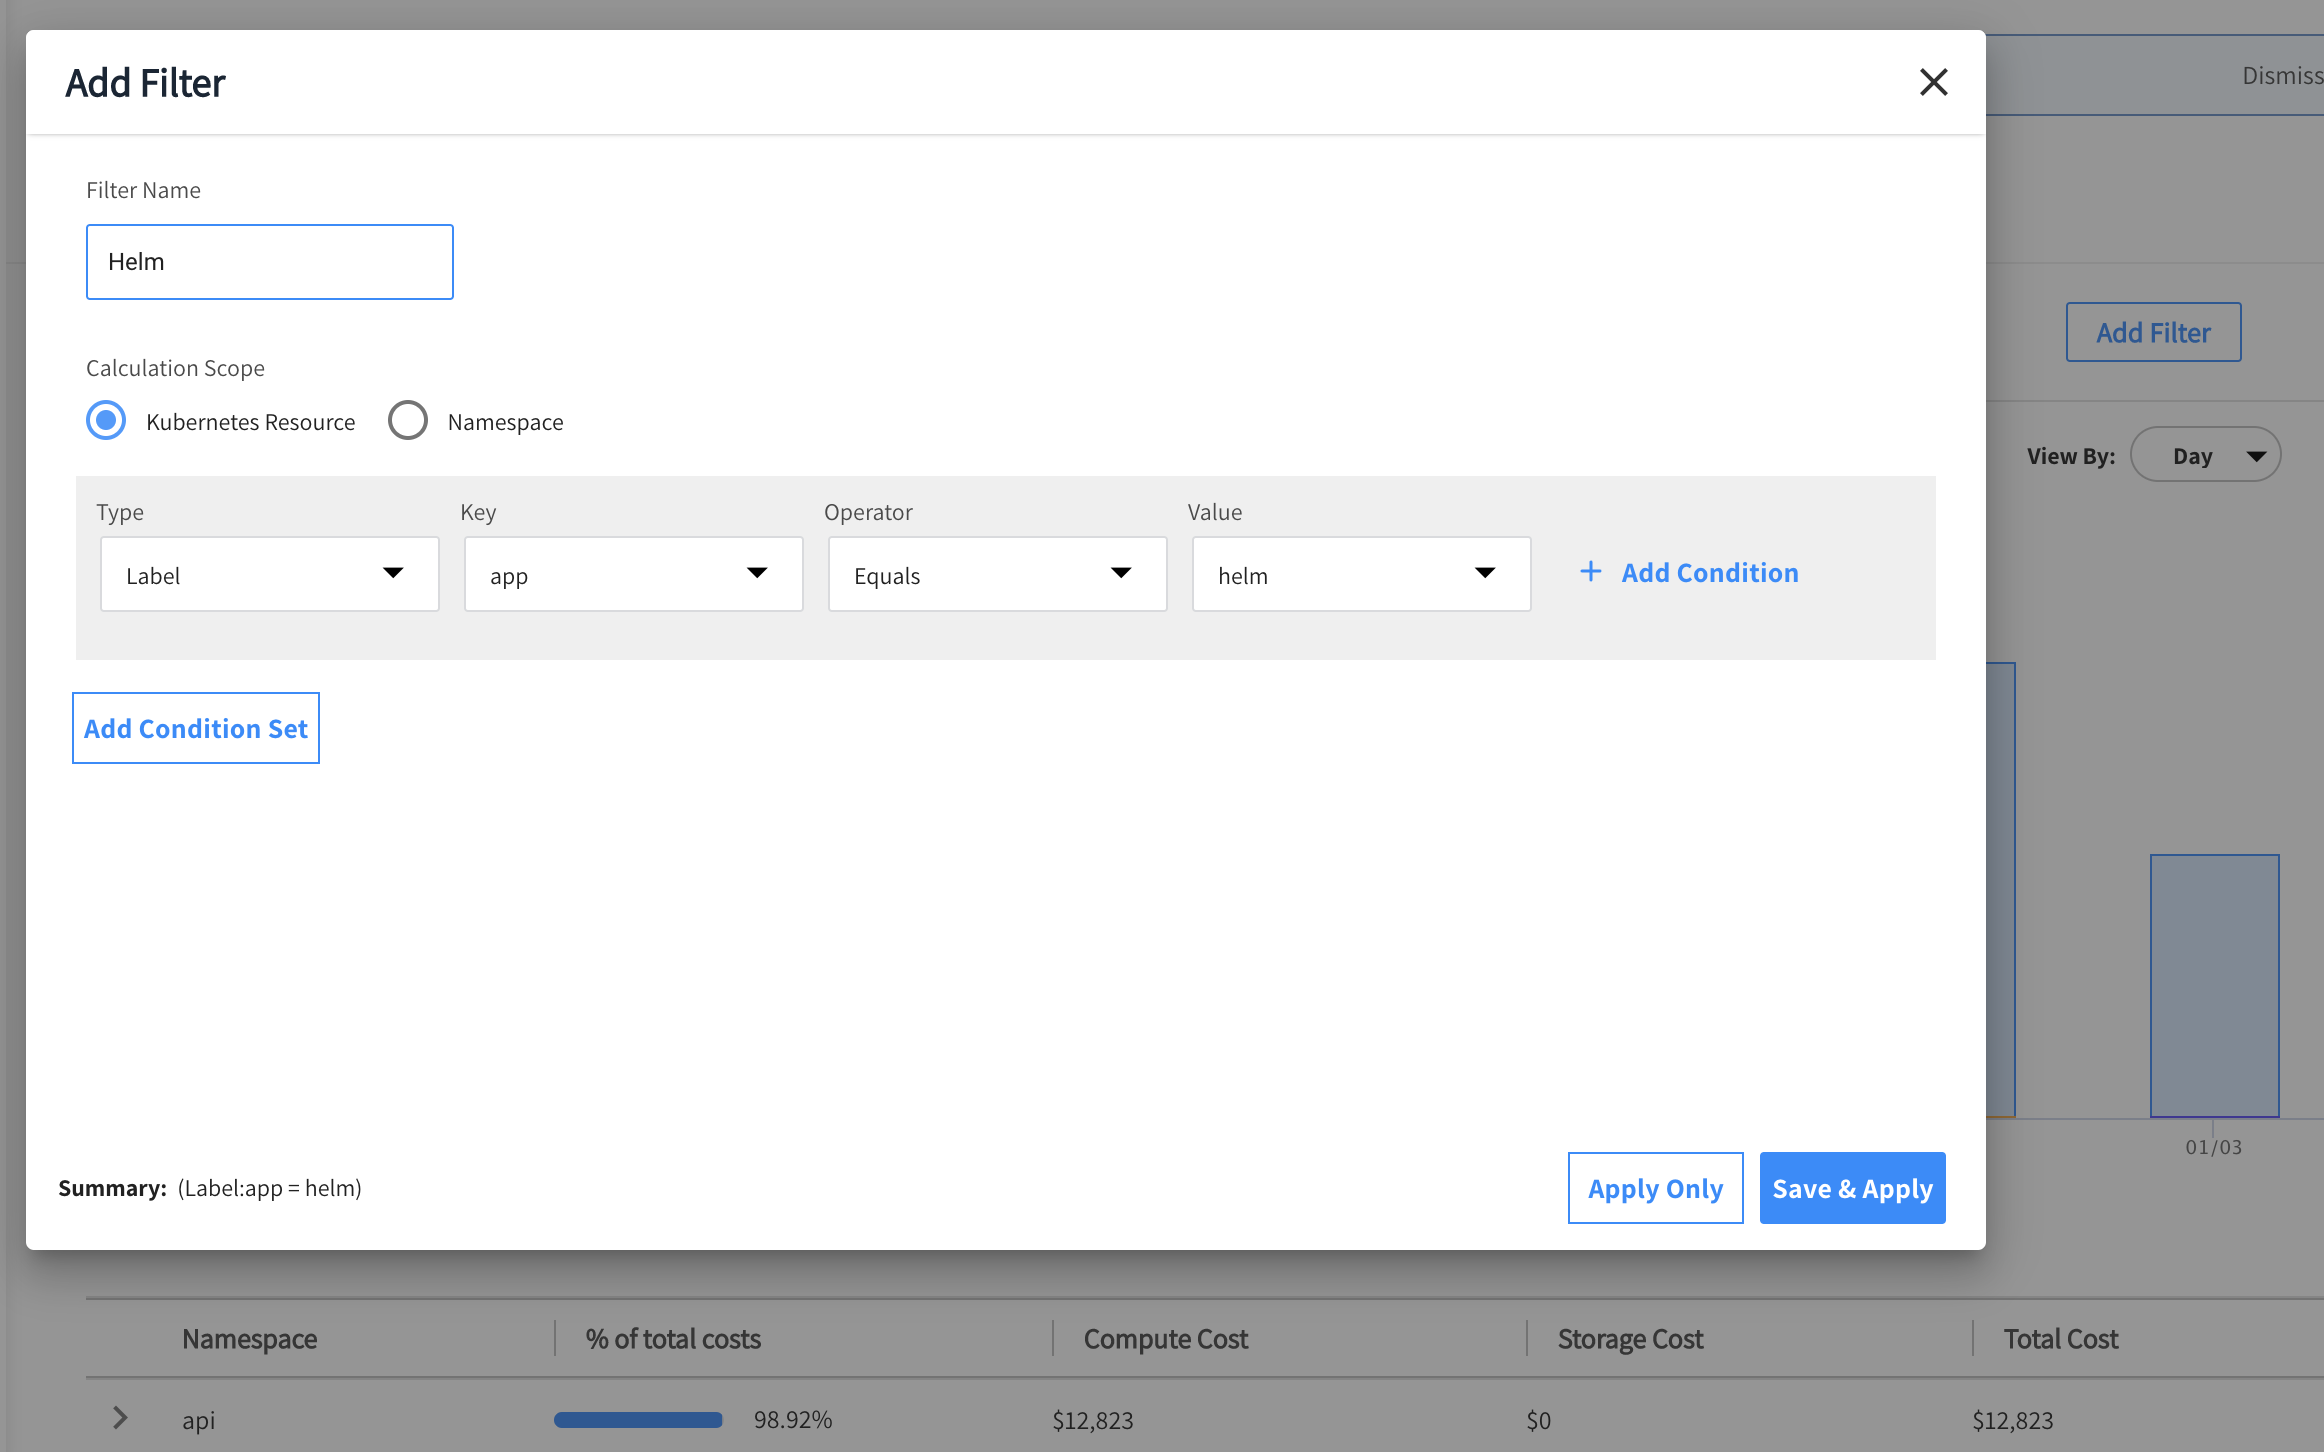 Add Filter
Dismiss
Filter Name
Helm
Add Filter
Calculation Scope
Kubernetes Resource Namespace
View By: Day
Type Key Operator Value
Label app Equals helm + Add Condition
Add Condition Set
01/03
Summary: (Label:app = helm) Apply Only Save & Apply
Namespace % of total costs Compute Cost Storage Cost Total Cost
api 98.92% $12,823 $0 $12,823